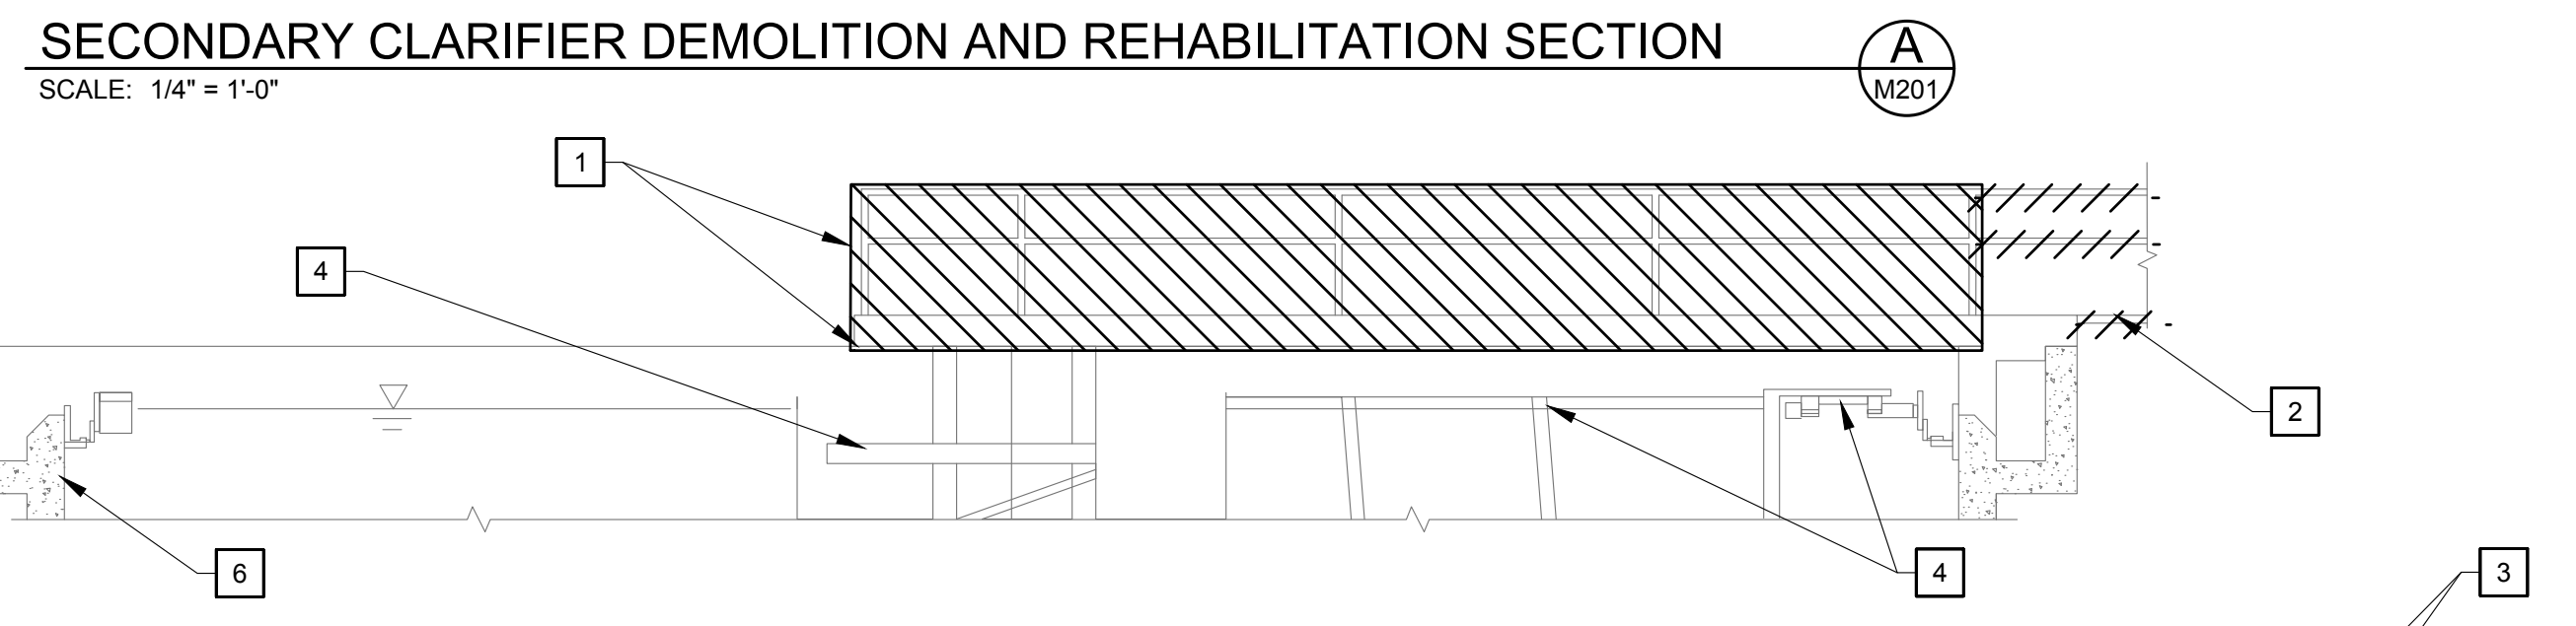 SECONDARY CLARIFIER DEMOLITION AND REHABILITATION SECTION
A
M201
SCALE: 1/4" = 1'-0"
1
4
2
6
4
3